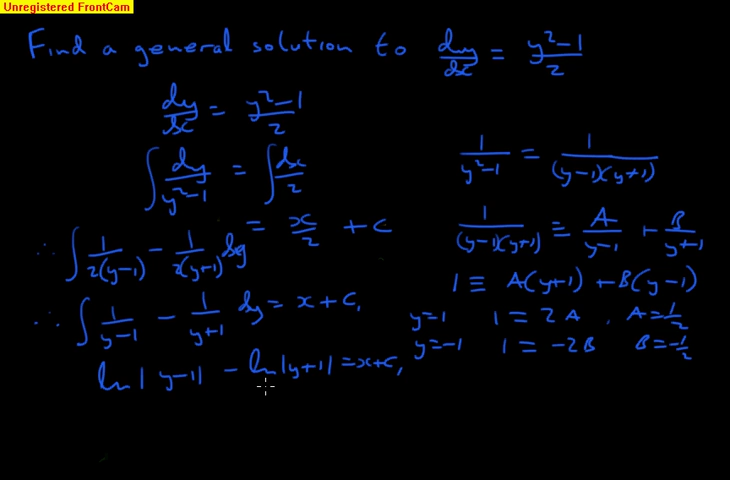 Unregistered FrontCam
Find a general solution to dy/dx = y²-1/2
dy/dx = y²-1/2
∫ dy/y²-1 = ∫ dx/2
1/y²-1 = 1/(y-1)(y+1)
∴ ∫ 1/2(y-1) - 1/2(y+1) dy = x/2 + c
1/(y-1)(y+1) ≡ A/y-1 + B/y+1
1 ≡ A(y+1) + B(y-1)
∴ ∫ 1/y-1 - 1/y+1 dy = x + C₁
y=1 1 = 2A . A=1/2
y=-1 1 = -2B B=-1/2
ln|y-1| - ln|y+1| = x+c₁